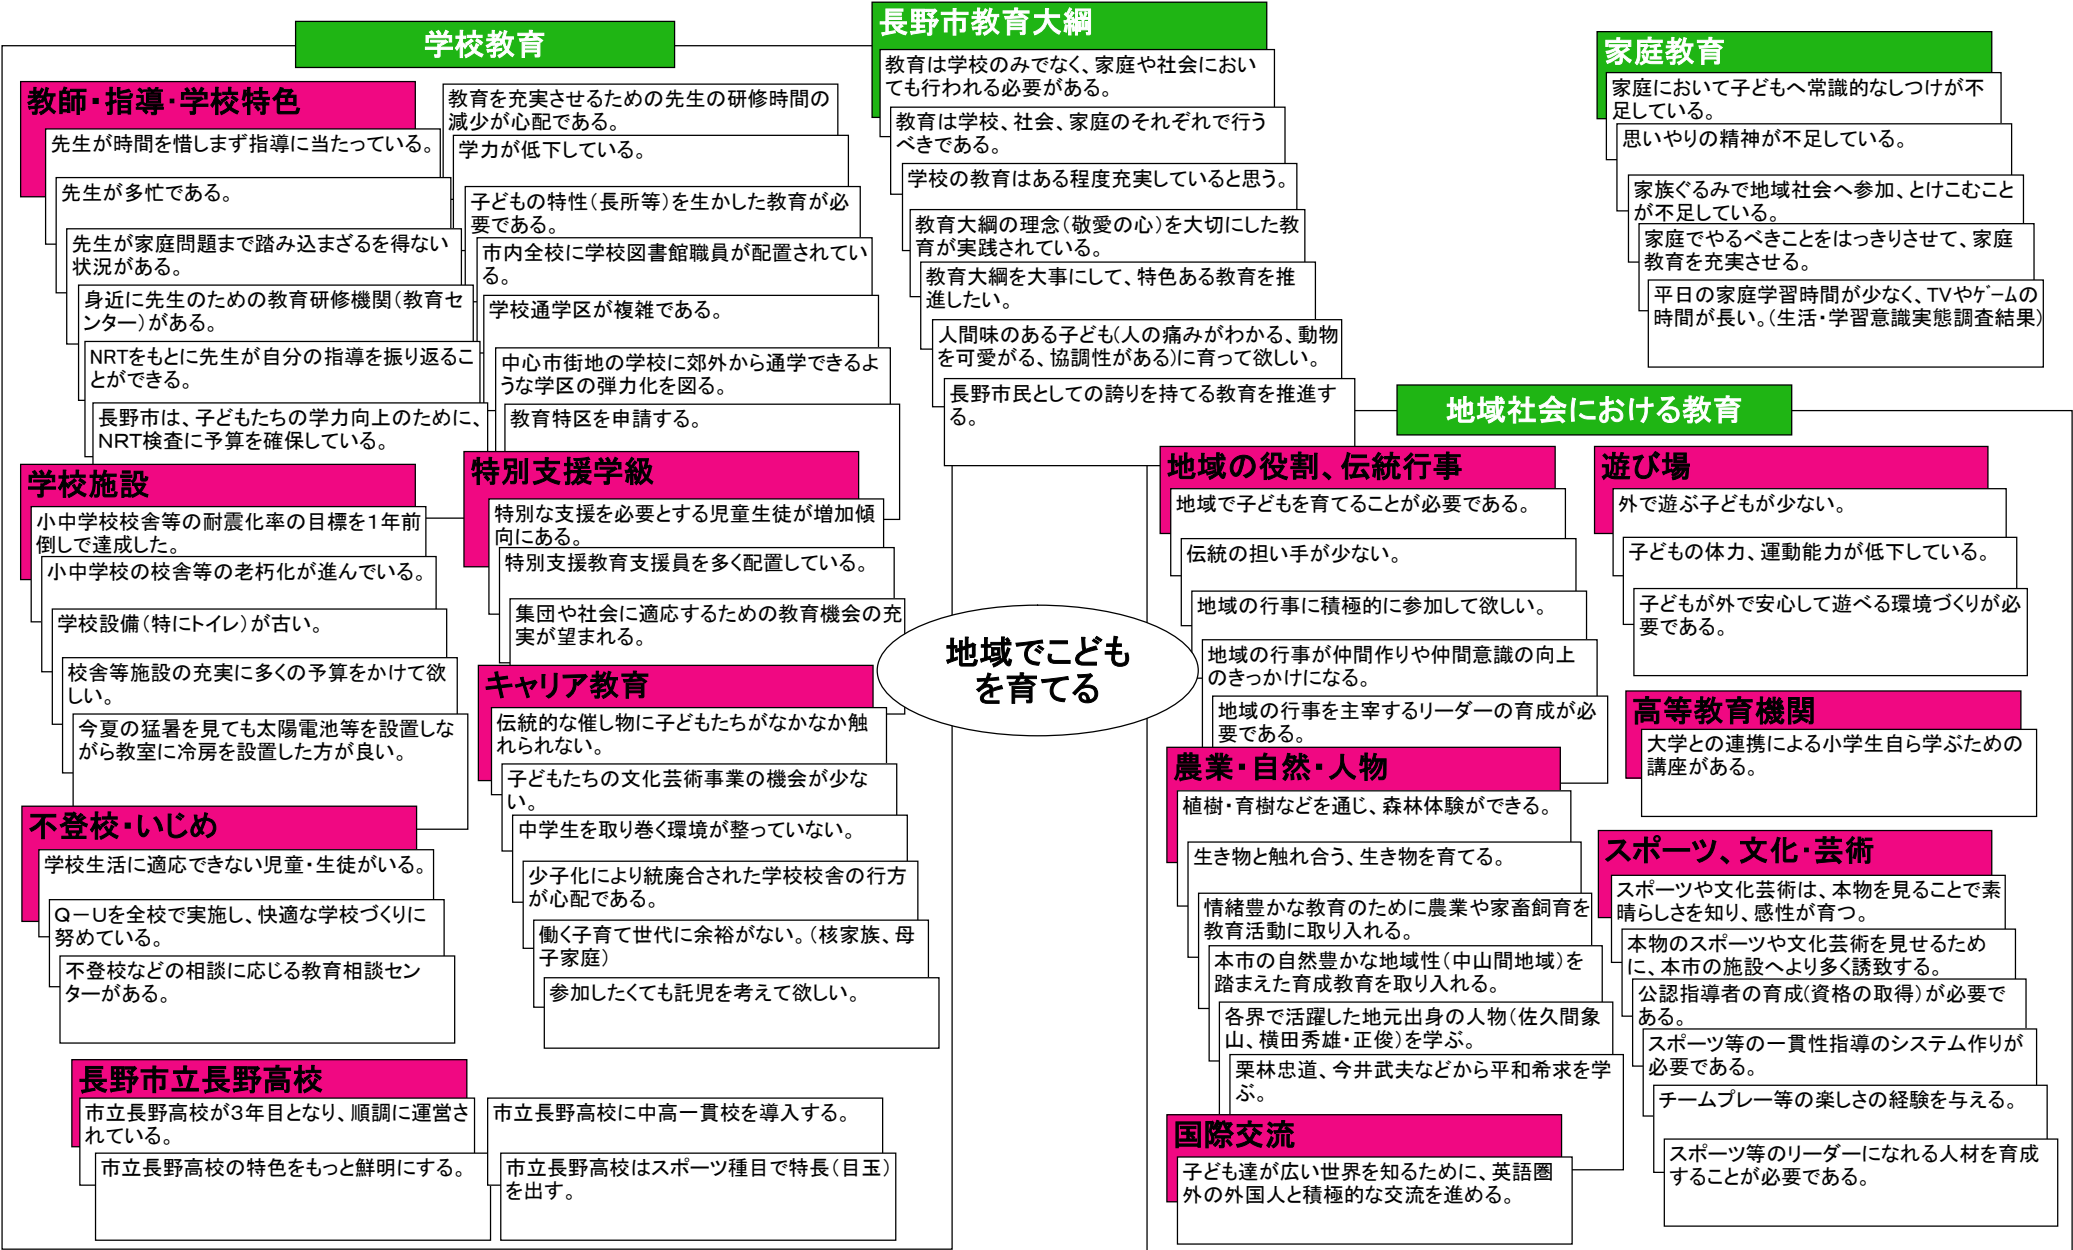 学校教育
教師・指導・学校特色
先生が時間を惜しまず指導に当たっている。
先生が多忙である。
先生が家庭問題まで踏み込まざるを得ない
状況がある。
身近に先生のための教育研修機関(教育セ
ンター)がある。
NRTをもとに先生が自分の指導を振り返るこ
とができる。
長野市は、子どもたちの学力向上のために、
NRT検査に予算を確保している。
教育を充実させるための先生の研修時間の
減少が心配である。
学力が低下している。
子どもの特性(長所等)を生かした教育が必
要である。
市内全校に学校図書館職員が配置されてい
る。
学校通学区が複雑である。
中心市街地の学校に郊外から通学できるよ
うな学区の弾力化を図る。
教育特区を申請する。
学校施設
小中学校校舎等の耐震化率の目標を1年前
倒しで達成した。
小中学校の校舎等の老朽化が進んでいる。
学校設備(特にトイレ)が古い。
校舎等施設の充実に多くの予算をかけて欲
しい。
今夏の猛暑を見ても太陽電池等を設置しな
がら教室に冷房を設置した方が良い。
特別支援学級
特別な支援を必要とする児童生徒が増加傾
向にある。
特別支援教育支援員を多く配置している。
集団や社会に適応するための教育機会の充
実が望まれる。
キャリア教育
伝統的な催し物に子どもたちがなかなか触
れられない。
子どもたちの文化芸術事業の機会が少な
い。
中学生を取り巻く環境が整っていない。
少子化により統廃合された学校校舎の行方
が心配である。
働く子育て世代に余裕がない。(核家族、母
子家庭)
参加したくても託児を考えて欲しい。
不登校・いじめ
学校生活に適応できない児童・生徒がいる。
Q-Uを全校で実施し、快適な学校づくりに
努めている。
不登校などの相談に応じる教育相談セン
ターがある。
長野市立長野高校
市立長野高校が3年目となり、順調に運営さ
れている。
市立長野高校の特色をもっと鮮明にする。
市立長野高校に中高一貫校を導入する。
市立長野高校はスポーツ種目で特長(目玉)
を出す。
長野市教育大綱
教育は学校のみでなく、家庭や社会におい
ても行われる必要がある。
教育は学校、社会、家庭のそれぞれで行う
べきである。
学校の教育はある程度充実していると思う。
教育大綱の理念(敬愛の心)を大切にした教
育が実践されている。
教育大綱を大事にして、特色ある教育を推
進したい。
人間味のある子ども(人の痛みがわかる、動物
を可愛がる、協調性がある)に育って欲しい。
長野市民としての誇りを持てる教育を推進す
る。
地域でこども
を育てる
家庭教育
家庭において子どもへ常識的なしつけが不
足している。
思いやりの精神が不足している。
家族ぐるみで地域社会へ参加、とけこむこと
が不足している。
家庭でやるべきことをはっきりさせて、家庭
教育を充実させる。
平日の家庭学習時間が少なく、TVやゲームの
時間が長い。(生活・学習意識実態調査結果)
地域社会における教育
地域の役割、伝統行事
地域で子どもを育てることが必要である。
伝統の担い手が少ない。
地域の行事に積極的に参加して欲しい。
地域の行事が仲間作りや仲間意識の向上
のきっかけになる。
地域の行事を主宰するリーダーの育成が必
要である。
農業・自然・人物
植樹・育樹などを通じ、森林体験ができる。
生き物と触れ合う、生き物を育てる。
情緒豊かな教育のために農業や家畜飼育を
教育活動に取り入れる。
本市の自然豊かな地域性(中山間地域)を
踏まえた育成教育を取り入れる。
各界で活躍した地元出身の人物(佐久間象
山、横田秀雄・正俊)を学ぶ。
栗林忠道、今井武夫などから平和希求を学
ぶ。
国際交流
子ども達が広い世界を知るために、英語圏
外の外国人と積極的な交流を進める。
遊び場
外で遊ぶ子どもが少ない。
子どもの体力、運動能力が低下している。
子どもが外で安心して遊べる環境づくりが必
要である。
高等教育機関
大学との連携による小学生自ら学ぶための
講座がある。
スポーツ、文化・芸術
スポーツや文化芸術は、本物を見ることで素
晴らしさを知り、感性が育つ。
本物のスポーツや文化芸術を見せるため
に、本市の施設へより多く誘致する。
公認指導者の育成(資格の取得)が必要で
ある。
スポーツ等の一貫性指導のシステム作りが
必要である。
チームプレー等の楽しさの経験を与える。
スポーツ等のリーダーになれる人材を育成
することが必要である。